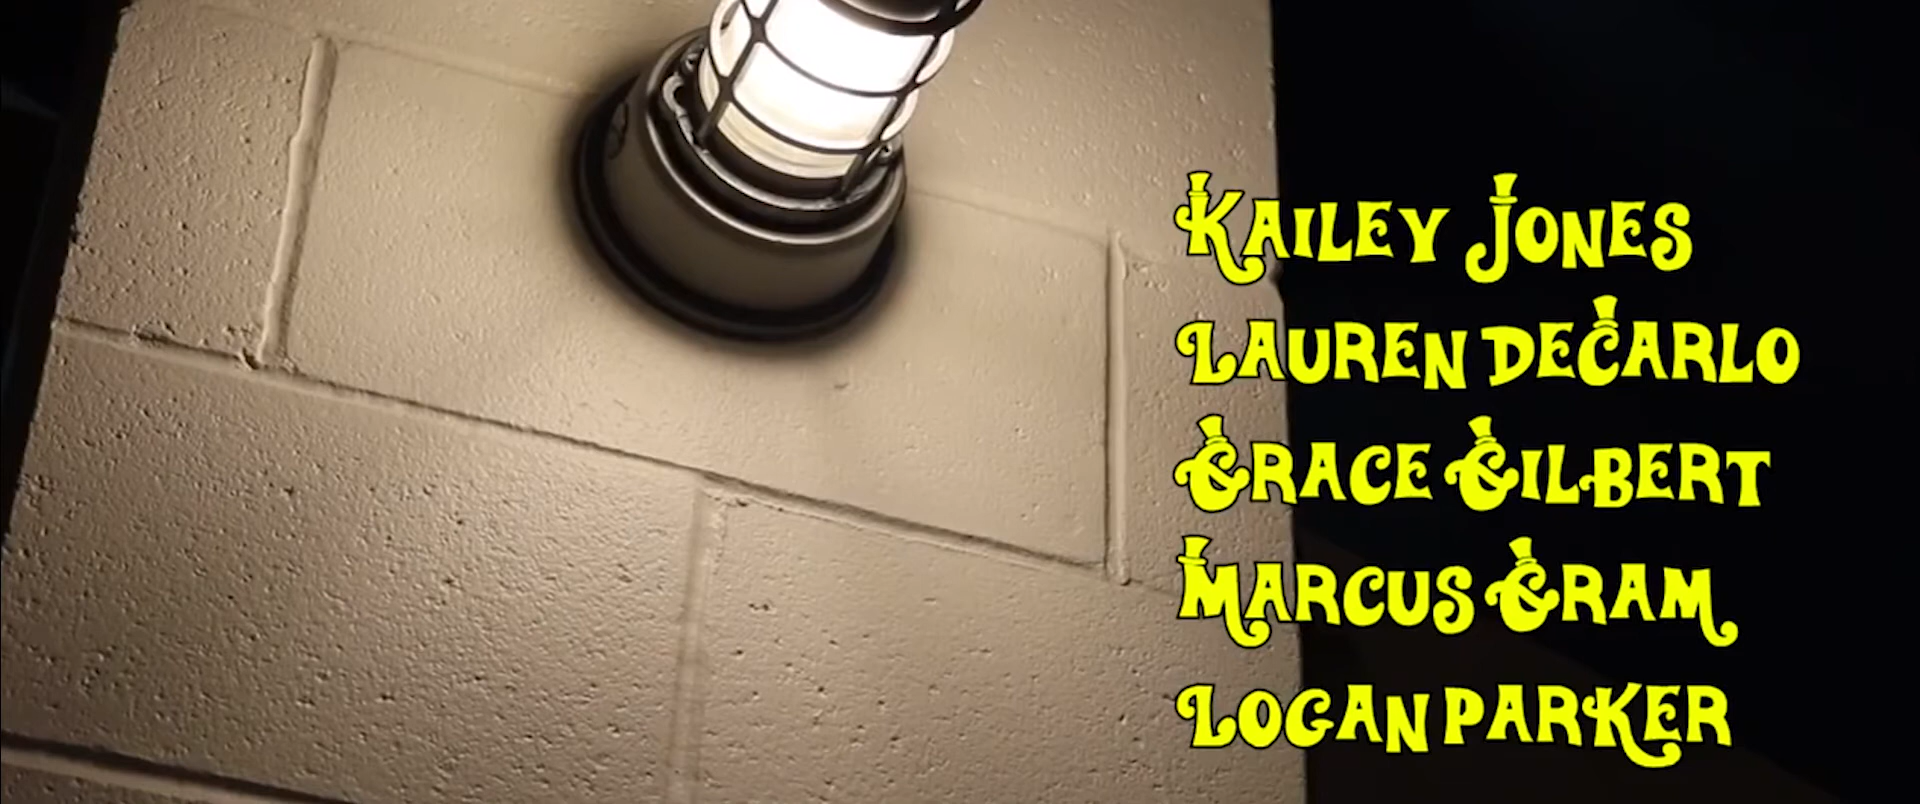 Kailey Jones
Lauren DeCarlo
Grace Gilbert
Marcus Gram
Logan Parker